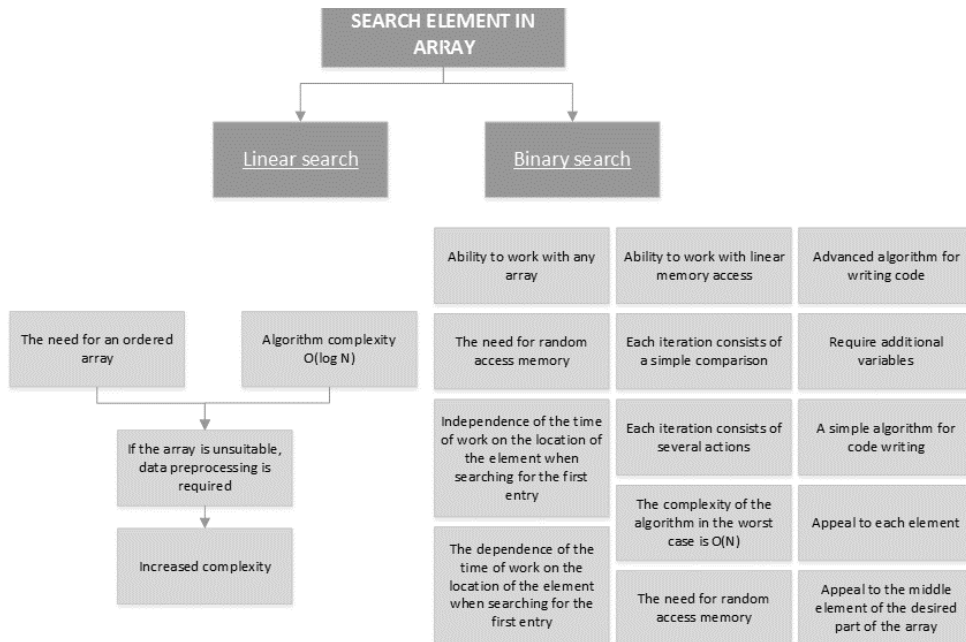 SEARCH ELEMENT IN
ARRAY
Linear search
Binary search
The need for an ordered
array
Algorithm complexity
O(log N)
If the array is unsuitable,
data preprocessing is
required
Increased complexity
Ability to work with any
array
Ability to work with linear
memory access
Advanced algorithm for
writing code
The need for random
access memory
Each iteration consists of
a simple comparison
Require additional
variables
Independence of the time
of work on the location of
the element when
searching for the first
entry
Each iteration consists of
several actions
A simple algorithm for
code writing
The complexity of the
algorithm in the worst
case is O(N)
Appeal to each element
The dependence of the
time of work on the
location of the element
when searching for the
first entry
The need for random
access memory
Appeal to the middle
element of the desired
part of the array